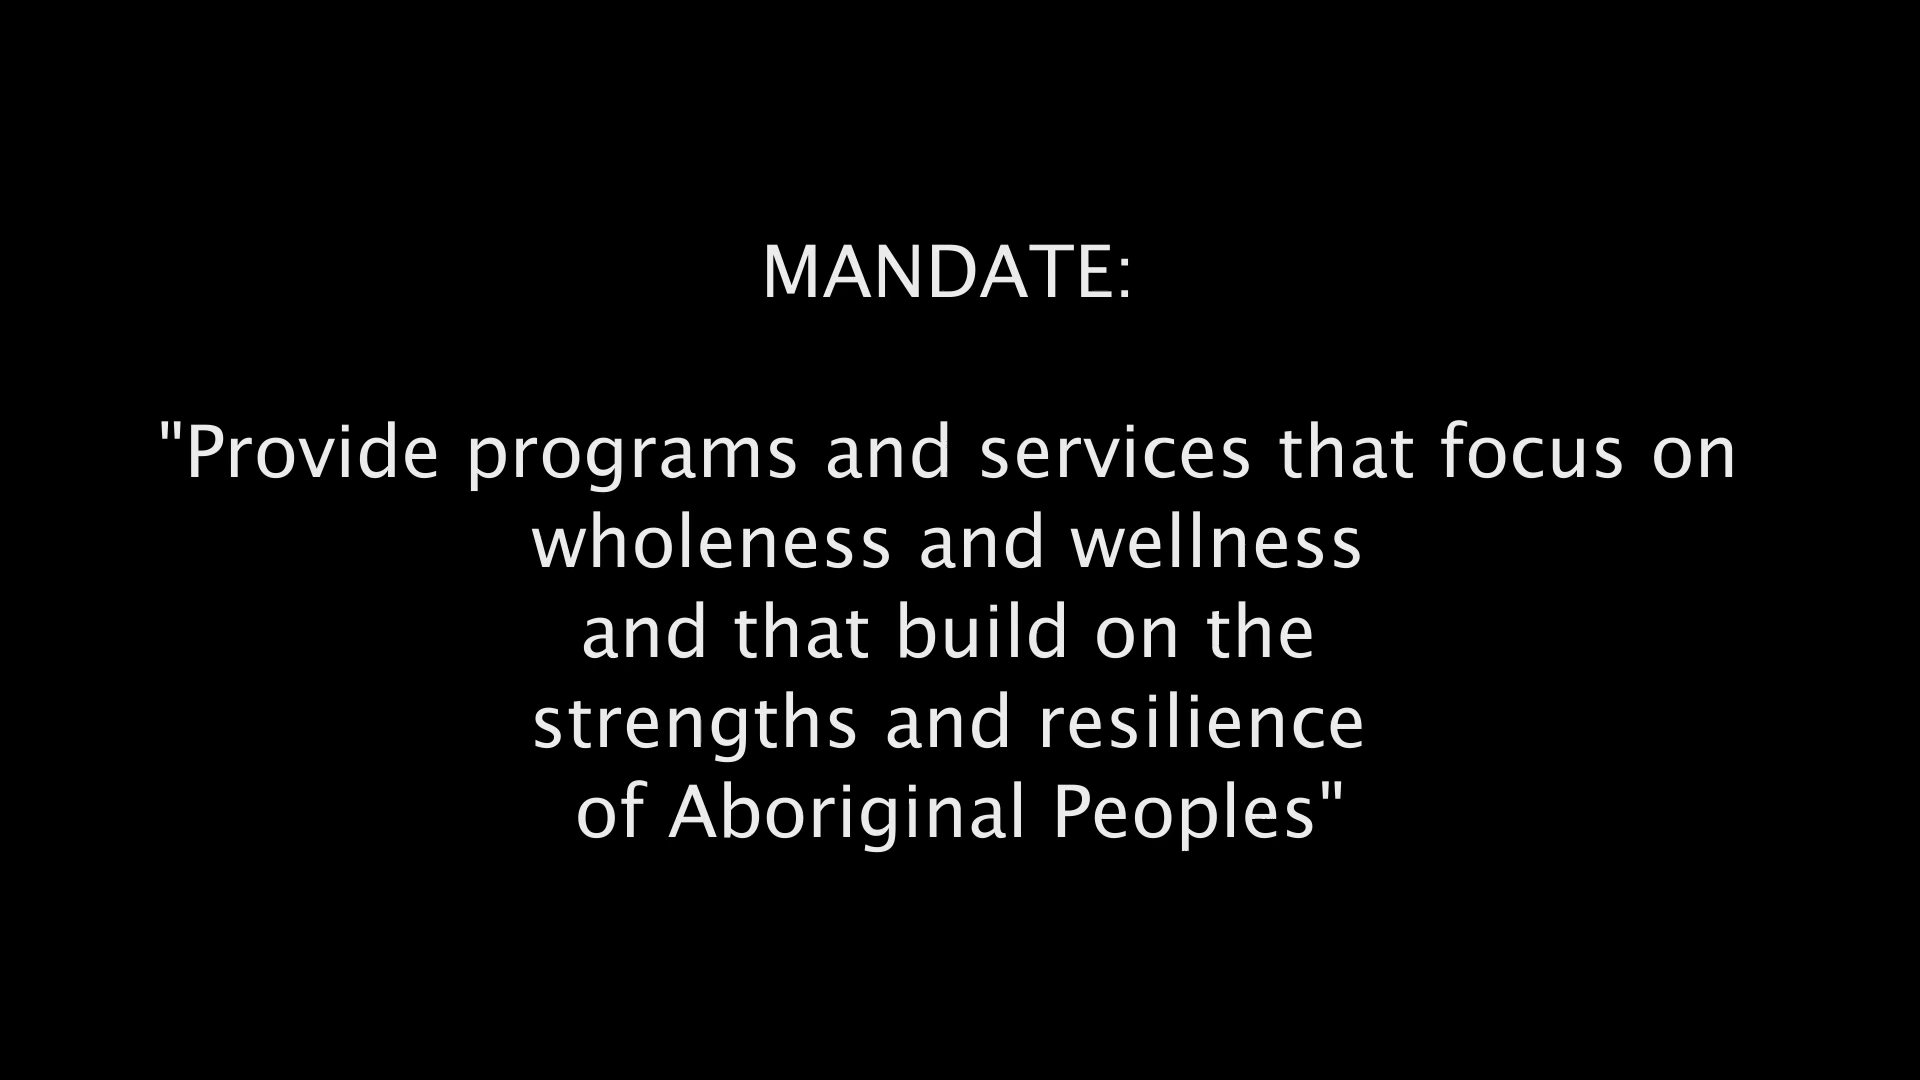 MANDATE:
"Provide programs and services that focus on
wholeness and wellness
and that build on the
strengths and resilience
of Aboriginal Peoples"